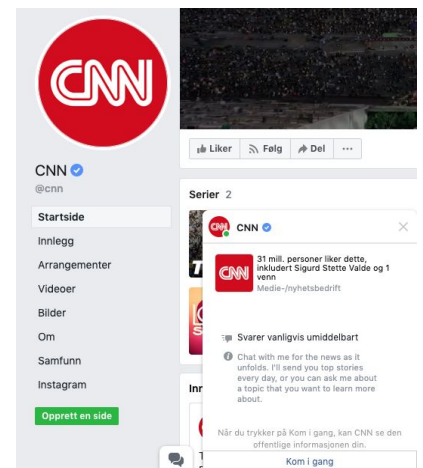 CNN
Liker
Følg
Del
CNN
@cnn
Startside
Innlegg
Arrangementer
Videoer
Bilder
Om
Samfunn
Instagram
Opprett en side
Serier 2
CNN
CNN
CNN
31 mill. personer liker dette,
inkludert Sigurd Stette Valde og 1
venn
Medie-/nyhetsbedrift
Svarer vanligvis umiddelbart
Chat with me for the news as it
unfolds. I'll send you top stories
every day, or you can ask me about
a topic that you want to learn more
about.
Når du trykker på Kom i gang, kan CNN se den
offentlige informasjonen din.
Kom i gang